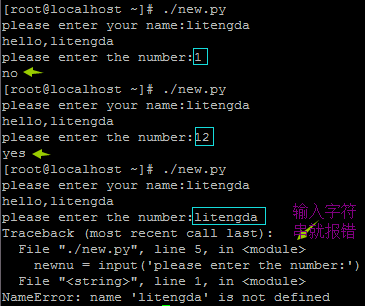 [root@localhost ~]# ./new.py
please enter your name:litengda
hello,litengda
please enter the number:1
no
[root@localhost ~]# ./new.py
please enter your name:litengda
hello,litengda
please enter the number:12
yes
[root@localhost ~]# ./new.py
please enter your name:litengda
hello,litengda
please enter the number:litengda
输入字符
串就报错
Traceback (most recent call last):
  File "./new.py", line 5, in <module>
    newnu = input('please enter the number:')
  File "<string>", line 1, in <module>
NameError: name 'litengda' is not defined